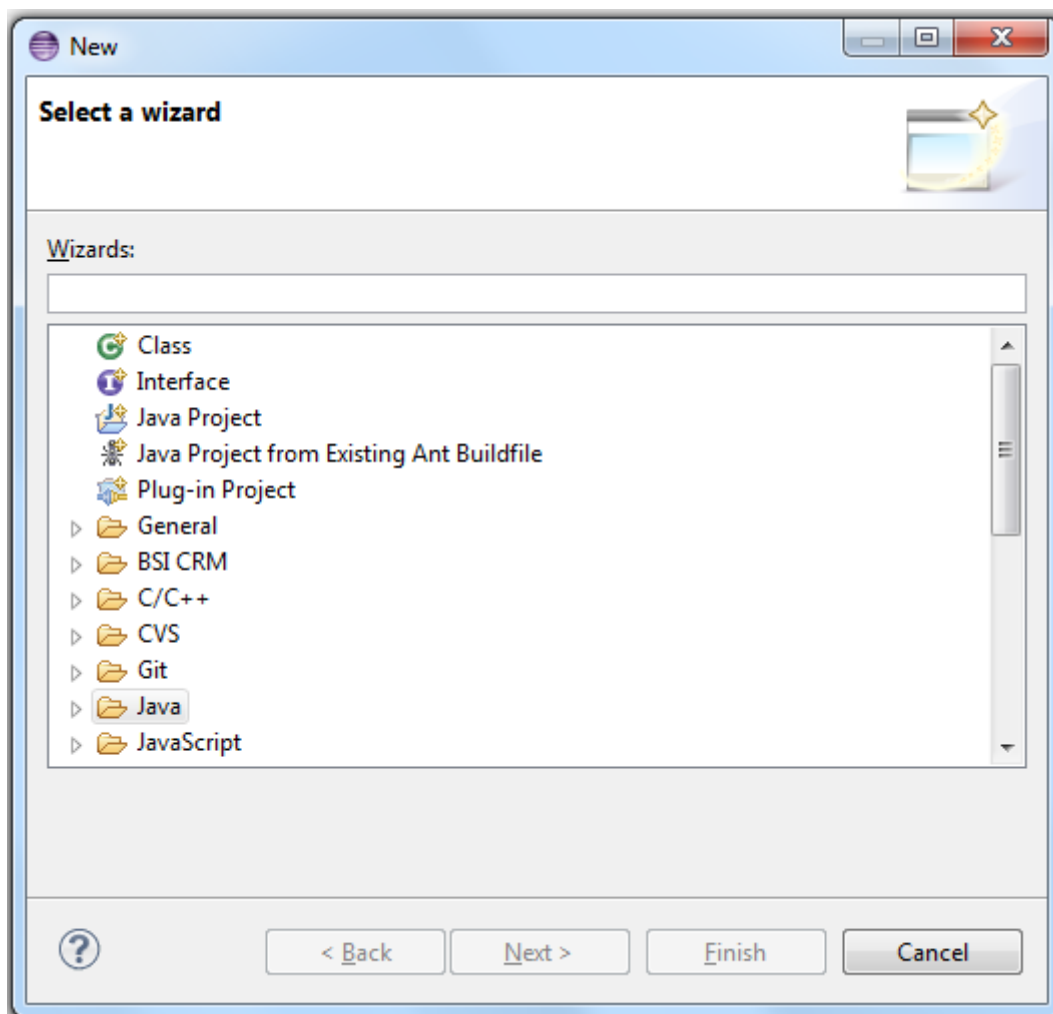 New
Select a wizard
Wizards:
Class
Interface
Java Project
Java Project from Existing Ant Buildfile
Plug-in Project
General
BSI CRM
C/C++
CVS
Git
Java
JavaScript
< Back Next > Finish Cancel